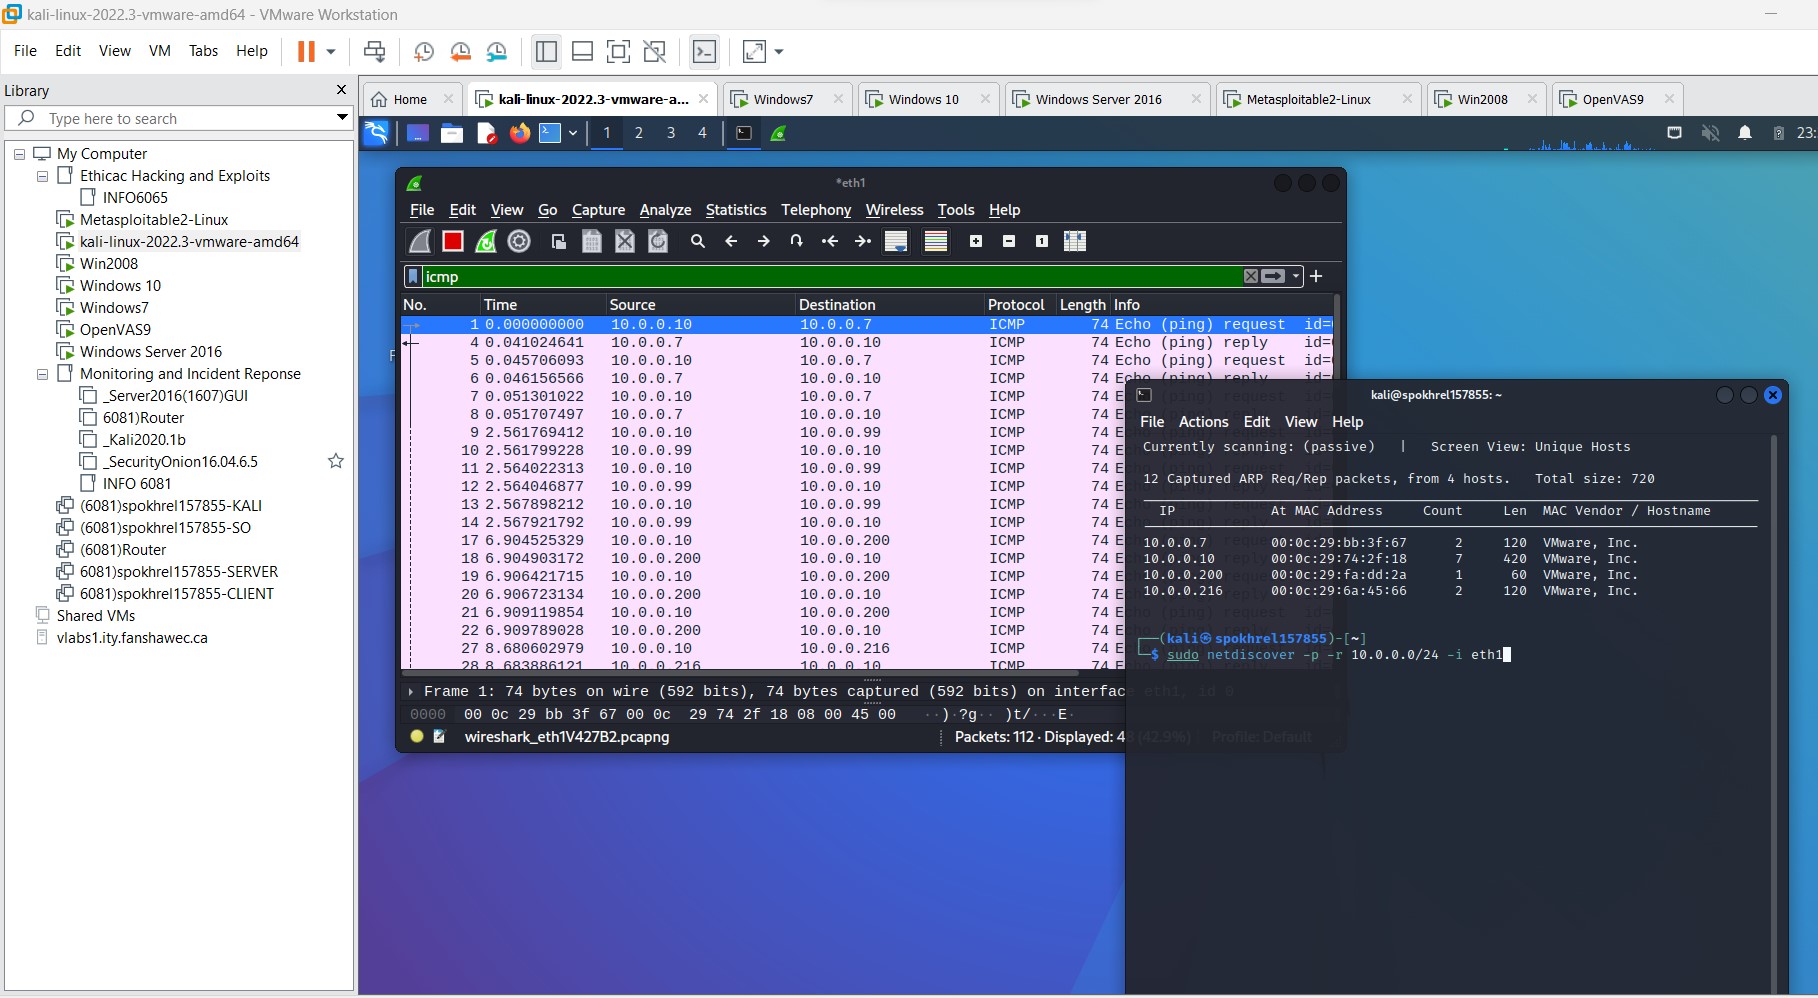 kali-linux-2022.3-vmware-amd64 - VMware Workstation
File Edit View VM Tabs Help
Library
Type here to search
My Computer
Ethicac Hacking and Exploits
INFO6065
Metasploitable2-Linux
kali-linux-2022.3-vmware-amd64
Win2008
Windows 10
Windows7
OpenVAS9
Windows Server 2016
Monitoring and Incident Reponse
_Server2016(1607)GUI
6081)Router
_Kali2020.1b
_SecurityOnion16.04.6.5
INFO 6081
(6081)spokhrel157855-KALI
(6081)spokhrel157855-SO
(6081)Router
6081)spokhrel157855-SERVER
6081)spokhrel157855-CLIENT
Shared VMs
vlabs1.ity.fanshawec.ca
Home kali-linux-2022.3-vmware-a... Windows7 Windows 10 Windows Server 2016 Metasploitable2-Linux Win2008 OpenVAS9
1 2 3 4 23:
*eth1
File Edit View Go Capture Analyze Statistics Telephony Wireless Tools Help
icmp
No. Time Source Destination Protocol Length Info
1 0.000000000 10.0.0.10 10.0.0.7 ICMP 74 Echo (ping) request id=
4 0.041024641 10.0.0.7 10.0.0.10 ICMP 74 Echo (ping) reply id=
5 0.045706093 10.0.0.10 10.0.0.7 ICMP 74 Echo (ping) request id=
6 0.046156566 10.0.0.7 10.0.0.10 ICMP 74 Echo (ping) reply id=
7 0.051301022 10.0.0.10 10.0.0.7 ICMP 74
8 0.051707497 10.0.0.7 10.0.0.10 ICMP 74
9 2.561769412 10.0.0.10 10.0.0.99 ICMP 74
10 2.561799228 10.0.0.99 10.0.0.10 ICMP 74
11 2.564022313 10.0.0.10 10.0.0.99 ICMP 74
12 2.564046877 10.0.0.99 10.0.0.10 ICMP 74
13 2.567898212 10.0.0.10 10.0.0.99 ICMP 74
14 2.567921792 10.0.0.99 10.0.0.10 ICMP 74
17 6.904525329 10.0.0.10 10.0.0.200 ICMP 74
18 6.904903172 10.0.0.200 10.0.0.10 ICMP 74
19 6.906421715 10.0.0.10 10.0.0.200 ICMP 74
20 6.906723134 10.0.0.200 10.0.0.10 ICMP 74
21 6.909119854 10.0.0.10 10.0.0.200 ICMP 74
22 6.909789028 10.0.0.200 10.0.0.10 ICMP 74
27 8.680602979 10.0.0.10 10.0.0.216 ICMP 74
28 8.683886121 10.0.0.216 10.0.0.10 ICMP 74
Frame 1: 74 bytes on wire (592 bits), 74 bytes captured (592 bits) on interface eth1, id 0
0000 00 0c 29 bb 3f 67 00 0c 29 74 2f 18 08 00 45 00 ··)·?g·· )t/···E·
wireshark_eth1V427B2.pcapng Packets: 112 · Displayed: 48 (42.9%) Profile: Default
kali@spokhrel157855: ~
File Actions Edit View Help
Currently scanning: (passive) | Screen View: Unique Hosts
12 Captured ARP Req/Rep packets, from 4 hosts. Total size: 720
IP At MAC Address Count Len MAC Vendor / Hostname
10.0.0.7 00:0c:29:bb:3f:67 2 120 VMware, Inc.
10.0.0.10 00:0c:29:74:2f:18 7 420 VMware, Inc.
10.0.0.200 00:0c:29:fa:dd:2a 1 60 VMware, Inc.
10.0.0.216 00:0c:29:6a:45:66 2 120 VMware, Inc.
(kali㉿spokhrel157855)-[~]
$ sudo netdiscover -p -r 10.0.0.0/24 -i eth1